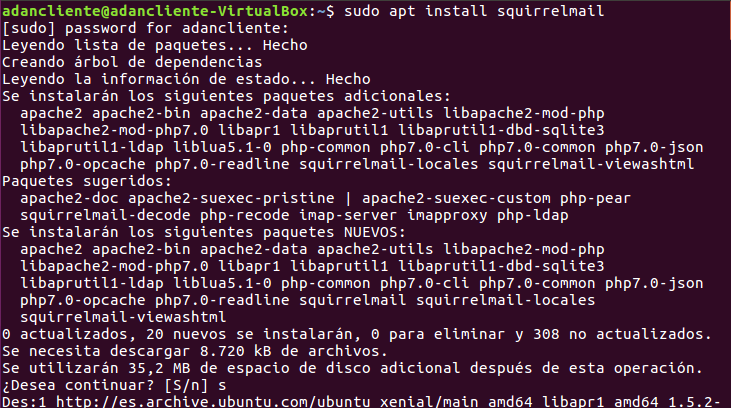 adancliente@adancliente-VirtualBox:~$ sudo apt install squirrelmail
[sudo] password for adancliente:
Leyendo lista de paquetes... Hecho
Creando árbol de dependencias
Leyendo la información de estado... Hecho
Se instalarán los siguientes paquetes adicionales:
  apache2 apache2-bin apache2-data apache2-utils libapache2-mod-php
  libapache2-mod-php7.0 libapr1 libaprutil1 libaprutil1-dbd-sqlite3
  libaprutil1-ldap liblua5.1-0 php-common php7.0-cli php7.0-common php7.0-json
  php7.0-opcache php7.0-readline squirrelmail-locales squirrelmail-viewashtml
Paquetes sugeridos:
  apache2-doc apache2-suexec-pristine | apache2-suexec-custom php-pear
  squirrelmail-decode php-recode imap-server imapproxy php-ldap
Se instalarán los siguientes paquetes NUEVOS:
  apache2 apache2-bin apache2-data apache2-utils libapache2-mod-php
  libapache2-mod-php7.0 libapr1 libaprutil1 libaprutil1-dbd-sqlite3
  libaprutil1-ldap liblua5.1-0 php-common php7.0-cli php7.0-common php7.0-json
  php7.0-opcache php7.0-readline squirrelmail squirrelmail-locales
  squirrelmail-viewashtml
0 actualizados, 20 nuevos se instalarán, 0 para eliminar y 308 no actualizados.
Se necesita descargar 8.720 kB de archivos.
Se utilizarán 35,2 MB de espacio de disco adicional después de esta operación.
¿Desea continuar? [S/n] s
Des:1 http://es.archive.ubuntu.com/ubuntu xenial/main amd64 libapr1 amd64 1.5.2-